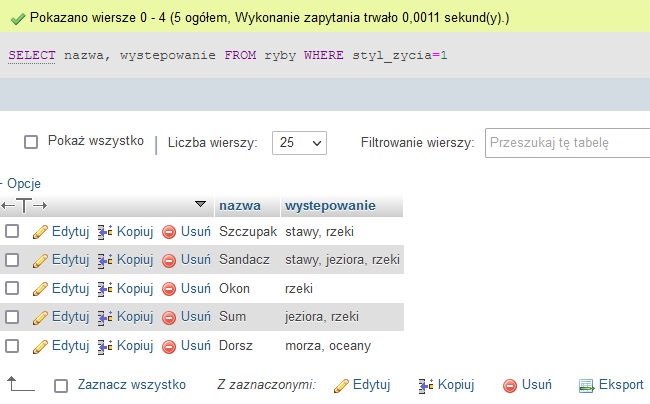 Pokazano wiersze 0 - 4 (5 ogółem, Wykonanie zapytania trwało 0,0011 sekund(y).)
SELECT nazwa, wystepowanie FROM ryby WHERE styl_zycia=1
Pokaż wszystko | Liczba wierszy: 25 Filtrowanie wierszy: Przeszukaj tę tabelę
- Opcje
←T→ nazwa wystepowanie
Edytuj Kopiuj Usuń Szczupak stawy, rzeki
Edytuj Kopiuj Usuń Sandacz stawy, jeziora, rzeki
Edytuj Kopiuj Usuń Okon rzeki
Edytuj Kopiuj Usuń Sum jeziora, rzeki
Edytuj Kopiuj Usuń Dorsz morza, oceany
Zaznacz wszystko Z zaznaczonymi: Edytuj Kopiuj Usuń Eksport